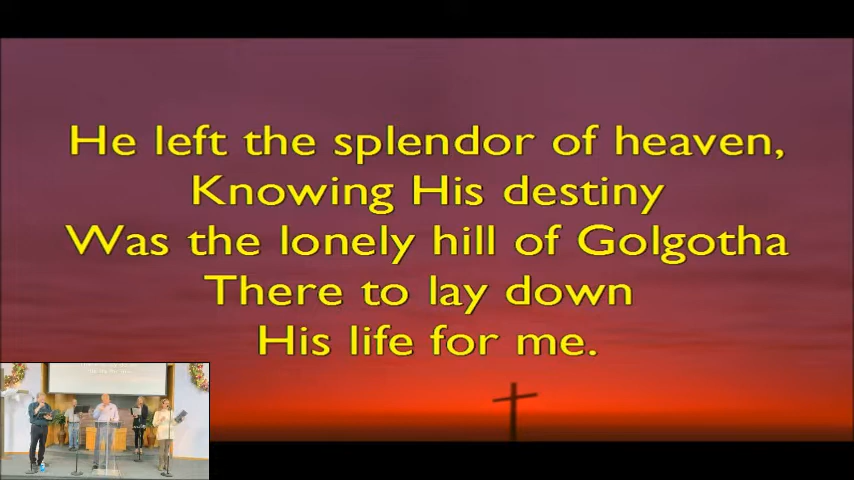 He left the splendor of heaven,
Knowing His destiny
Was the lonely hill of Golgotha
There to lay down
His life for me.